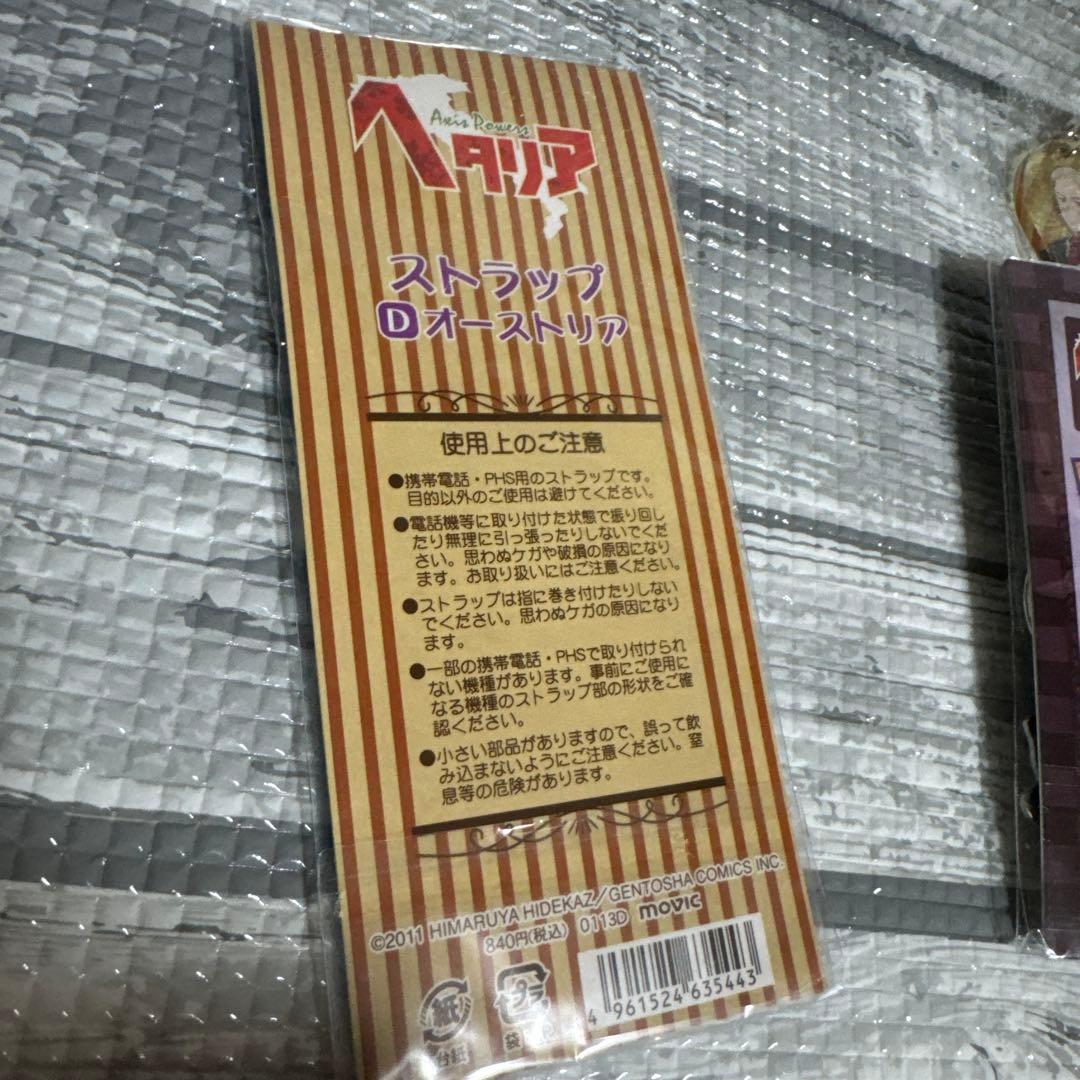 Axis Powers
ヘタリア
ストラップ
D オーストリア
使用上のご注意
●携帯電話・PHS用のストラップです。
目的以外のご使用は避けてください。
●電話機等に取り付けた状態で振り回し
たり無理に引っ張ったりしないでくだ
さい。思わぬケガや破損の原因になり
ます。お取り扱いにはご注意ください。
●ストラップは指に巻き付けたりしない
でください。思わぬケガの原因になり
ます。
●一部の携帯電話・PHSで取り付けられ
ない機種があります。事前にご使用に
なる機種のストラップ部の形状をご確
認ください。
●小さい部品がありますので、誤って飲
み込まないようにご注意ください。窒
息等の危険があります。
©2011 HIMARUYA HIDEKAZ/GENTOSHA COMICS INC.
840円(税込) 0113D movic
4 961524 635443
紙
台紙
プラ
袋